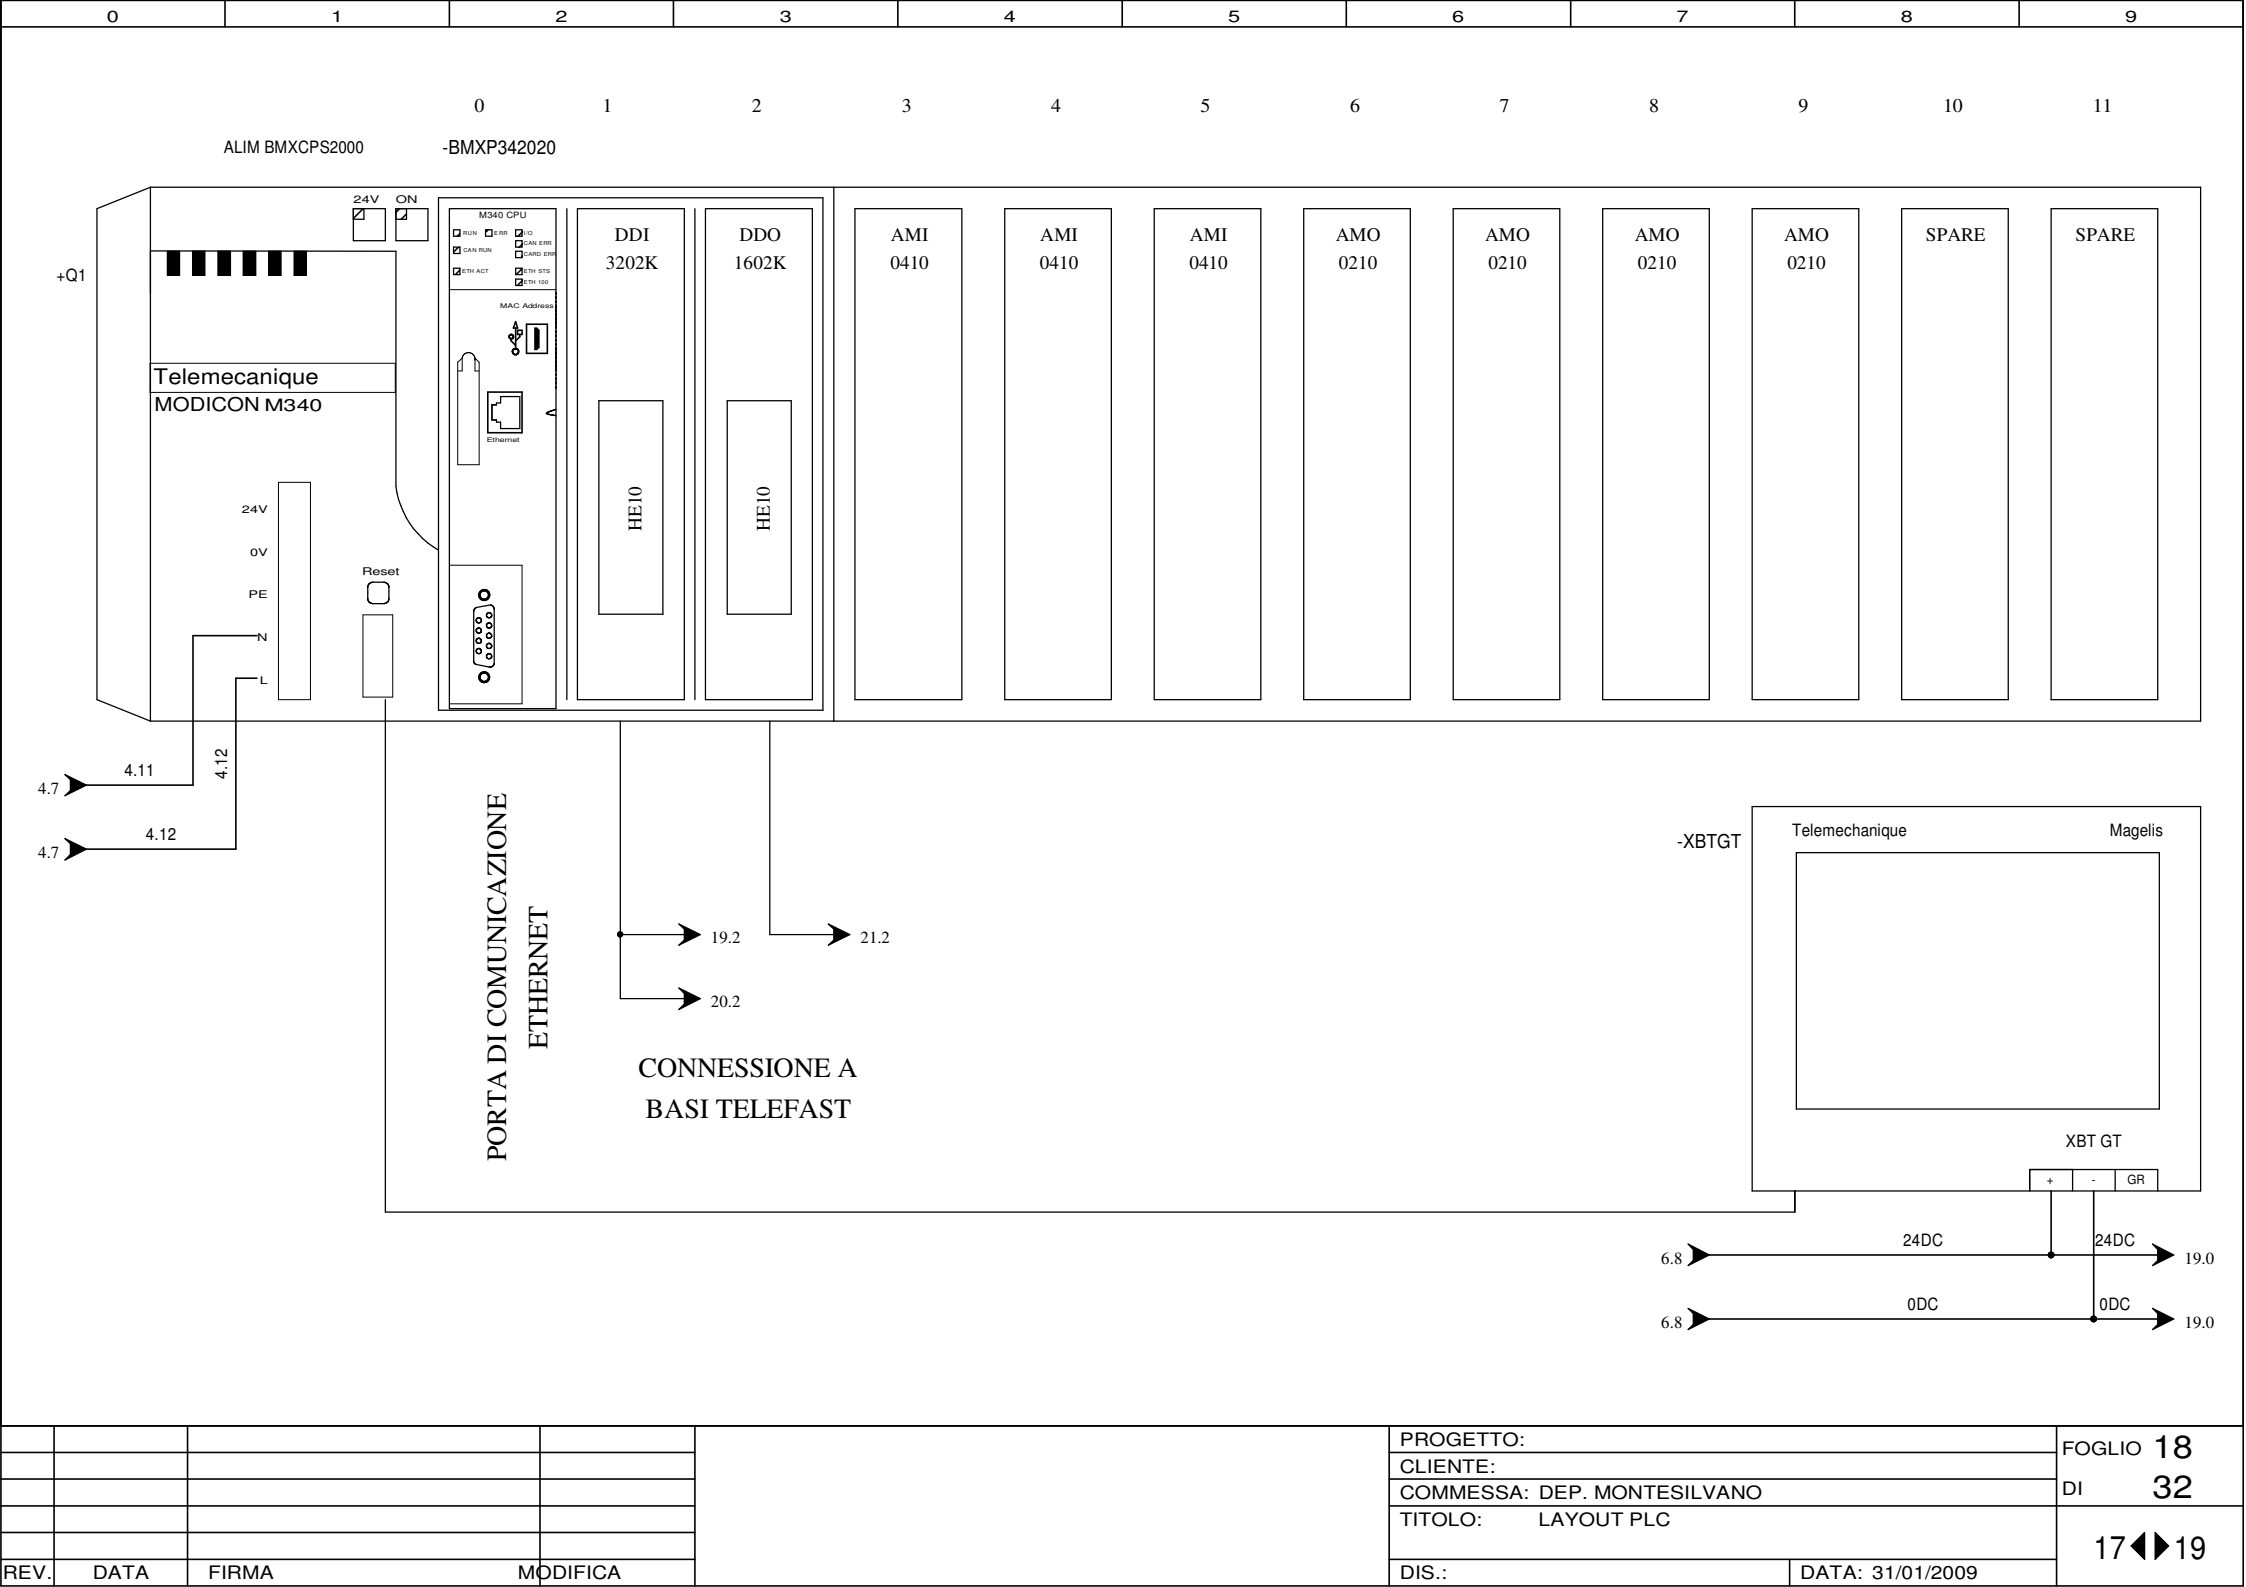 0 1 2 3 4 5 6 7 8 9
0 1 2 3 4 5 6 7 8 9 10 11
ALIM BMXCPS2000
-BMXP342020
+Q1
24V ON
Telemecanique
MODICON M340
24V
0V
PE
N
L
Reset
M340 CPU
RUN ERR I/O
CAN ERR
CAN RUN
CARD ERR
ETH ACT ETH STS
ETH 100
MAC Address
Ethernet
DDI
3202K
HE10
DDO
1602K
HE10
AMI
0410
AMI
0410
AMI
0410
AMO
0210
AMO
0210
AMO
0210
AMO
0210
SPARE
SPARE
4.7 4.11
4.12
4.7 4.12
PORTA DI COMUNICAZIONE
ETHERNET
19.2
20.2
21.2
CONNESSIONE A
BASI TELEFAST
-XBTGT
Telemechanique Magelis
XBT GT
+ - GR
6.8 24DC 24DC 19.0
6.8 0DC 0DC 19.0
REV. DATA FIRMA MODIFICA
PROGETTO:
CLIENTE:
COMMESSA: DEP. MONTESILVANO
TITOLO: LAYOUT PLC
DIS.: DATA: 31/01/2009
FOGLIO 18
DI 32
17 19